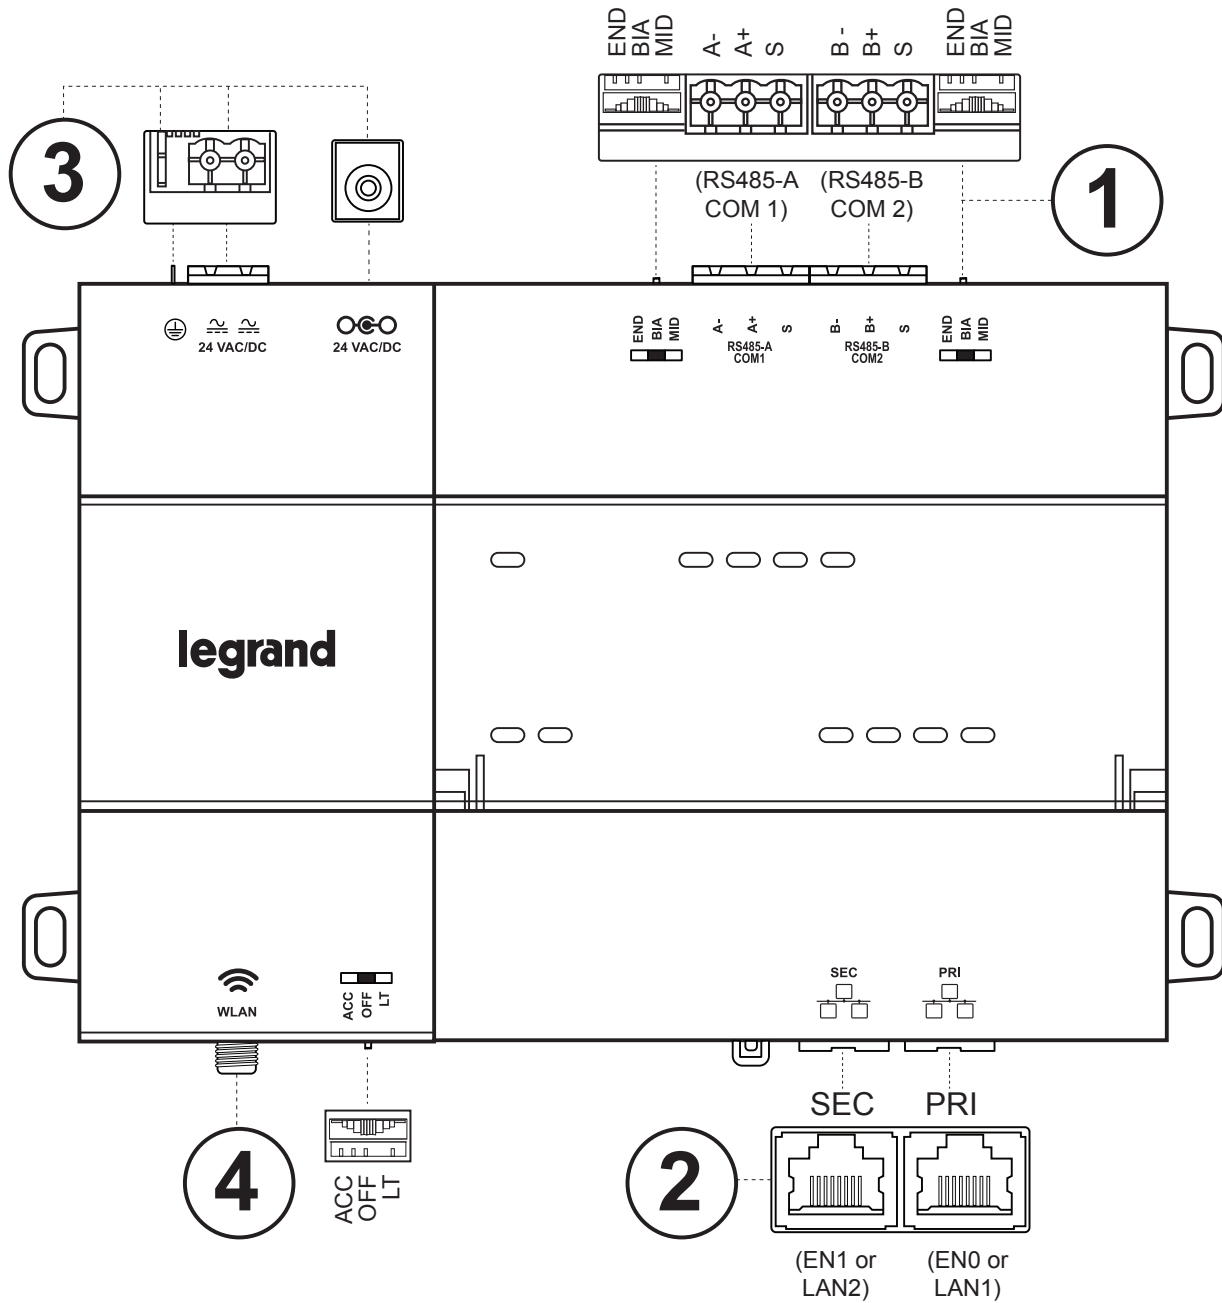 END
BIA
MID
A-
A+
S
B -
B+
S
END
BIA
MID
3
1
(RS485-A
COM 1)
(RS485-B
COM 2)
24 VAC/DC
24 VAC/DC
END
BIA
MID
A-
A+
S
RS485-A
COM1
B-
B+
S
RS485-B
COM2
END
BIA
MID
legrand
WLAN
ACC
OFF
LT
SEC
PRI
4
ACC
OFF
LT
2
SEC
PRI
(EN1 or
LAN2)
(EN0 or
LAN1)